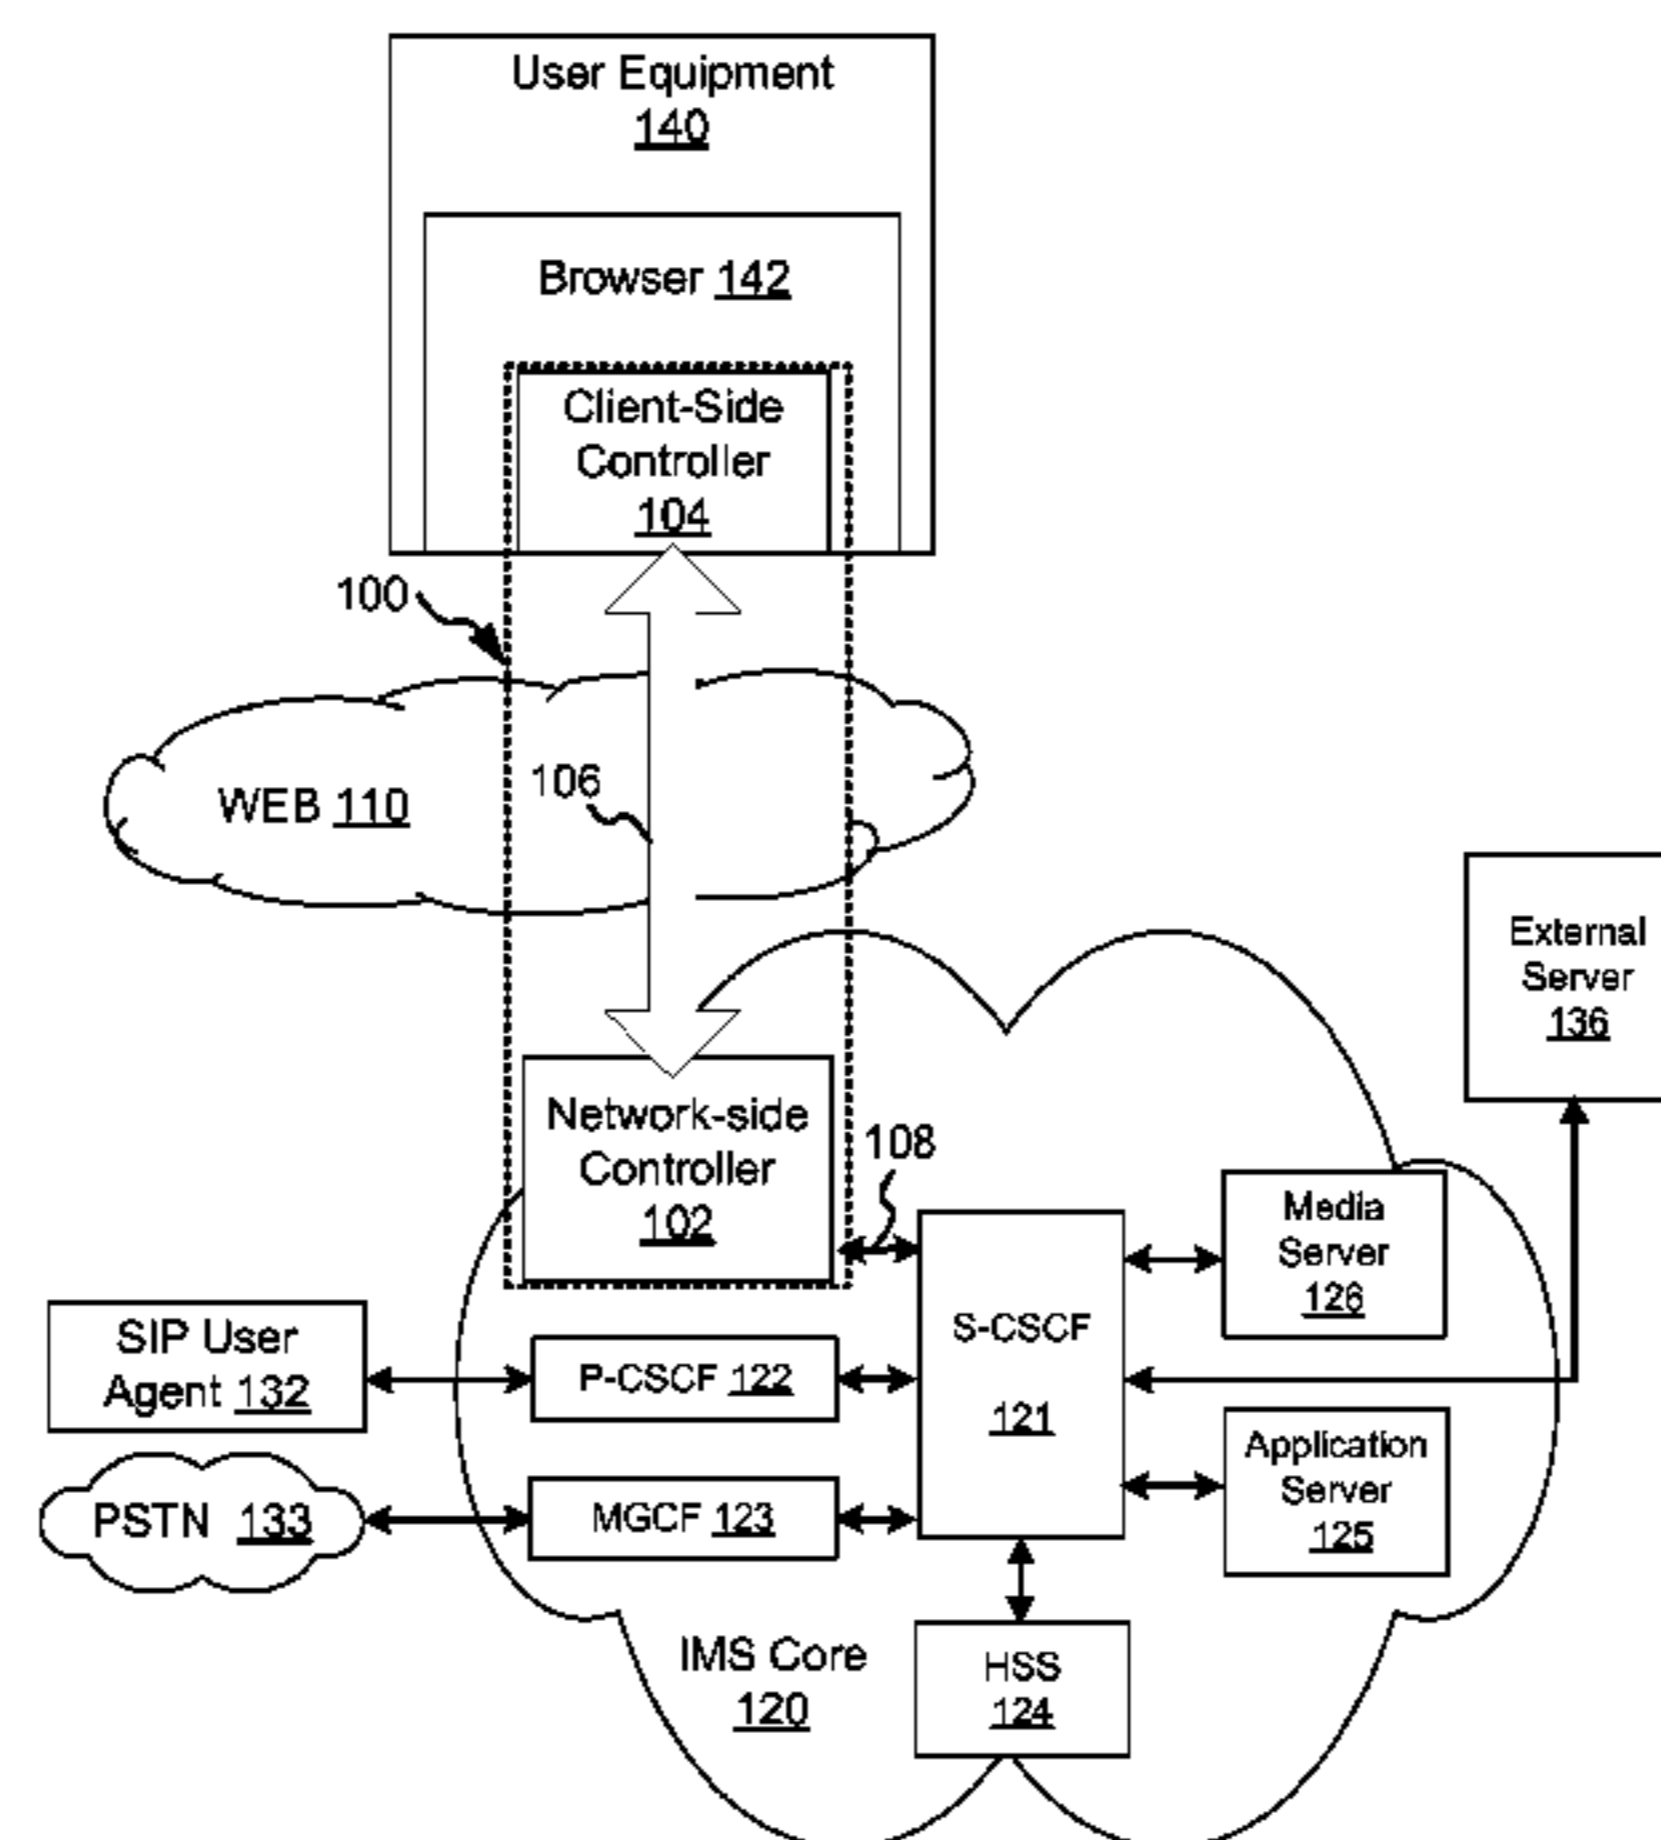 User Equipment
140
Browser 142
Client-Side
Controller
104
100
106
WEB 110
External
Server
136
Network-side
Controller
102
108
Media
Server
126
S-CSCF
121
SIP User
Agent 132
P-CSCF 122
Application
Server
125
PSTN 133
MGCF 123
IMS Core
120
HSS
124